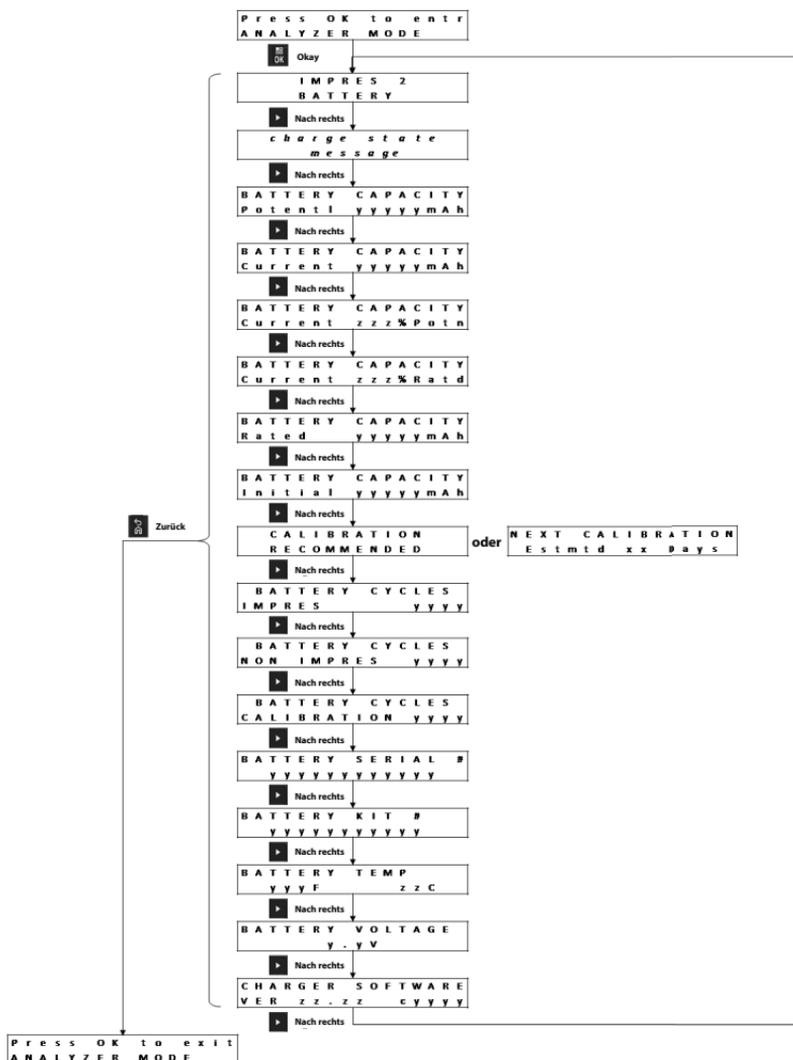 Press OK to entr
ANALYZER MODE
OK Okay
IMPRES 2
BATTERY
Nach rechts
charge state
message
Nach rechts
BATTERY CAPACITY
Potentl yyyyymAh
Nach rechts
BATTERY CAPACITY
Current yyyyymAh
Nach rechts
BATTERY CAPACITY
Current zzz%Potn
Nach rechts
BATTERY CAPACITY
Current zzz%Ratd
Nach rechts
BATTERY CAPACITY
Rated yyyyymAh
Nach rechts
BATTERY CAPACITY
Initial yyyyymAh
Nach rechts
Zurück
CALIBRATION
RECOMMENDED
oder
NEXT CALIBRATION
Estmtd xx Days
Nach rechts
BATTERY CYCLES
IMPRES yyyy
Nach rechts
BATTERY CYCLES
NON IMPRES yyyy
Nach rechts
BATTERY CYCLES
CALIBRATION yyyy
Nach rechts
BATTERY SERIAL #
yyyyyyyyyyyy
Nach rechts
BATTERY KIT #
yyyyyyyyyyy
Nach rechts
BATTERY TEMP
yyyF zzC
Nach rechts
BATTERY VOLTAGE
y.yV
Nach rechts
CHARGER SOFTWARE
VER zz.zz cyyyy
Nach rechts
Press OK to exit
ANALYZER MODE